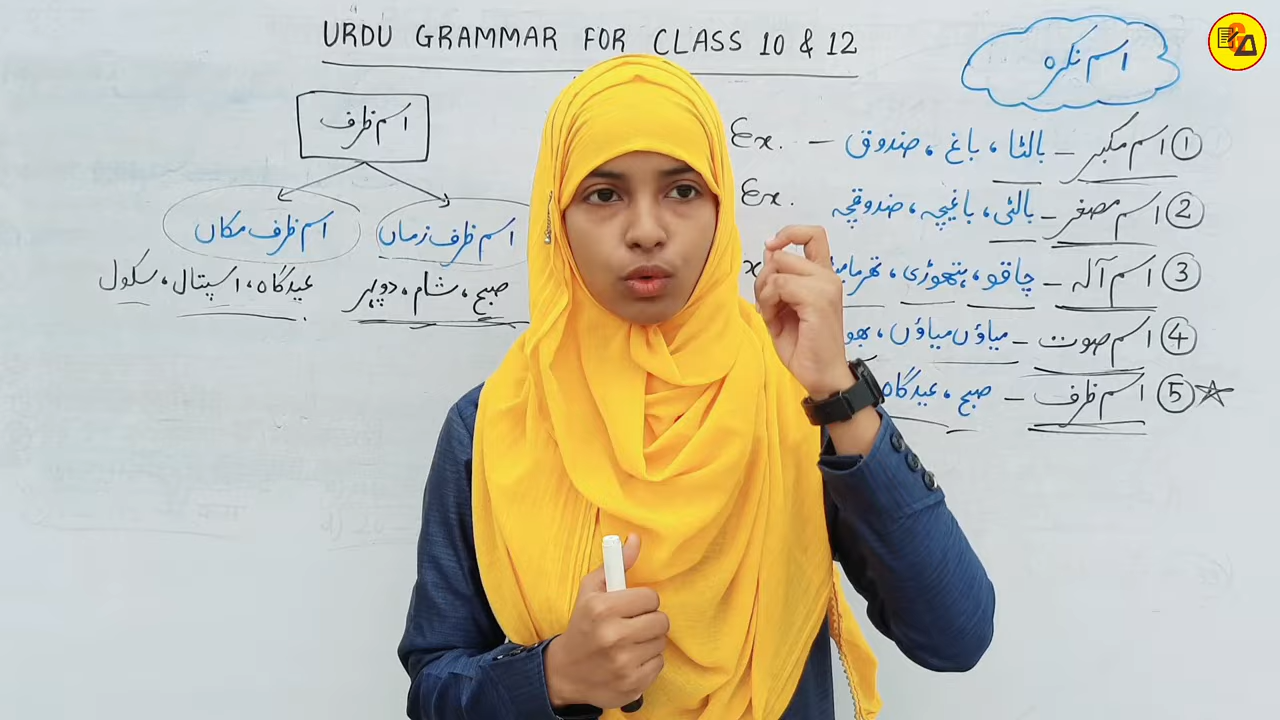 URDU GRAMMAR FOR CLASS 10 & 12
اسم نکرہ
① اسم مکبر – بالٹا، باغ، صندوق – Ex.
② اسم مصغر – بالٹی، باغیچہ، صندوقچہ Ex.
③ اسم آلہ – چاقو، ہتھوڑی،
④ اسم صوت – میاؤں میاؤں،
⑤ اسم ظرف – صبح، عیدگاہ
اسم ظرف
اسم ظرف زماں اسم ظرف مکاں
صبح، شام، دوپہر عیدگاہ، اسپتال، سکول